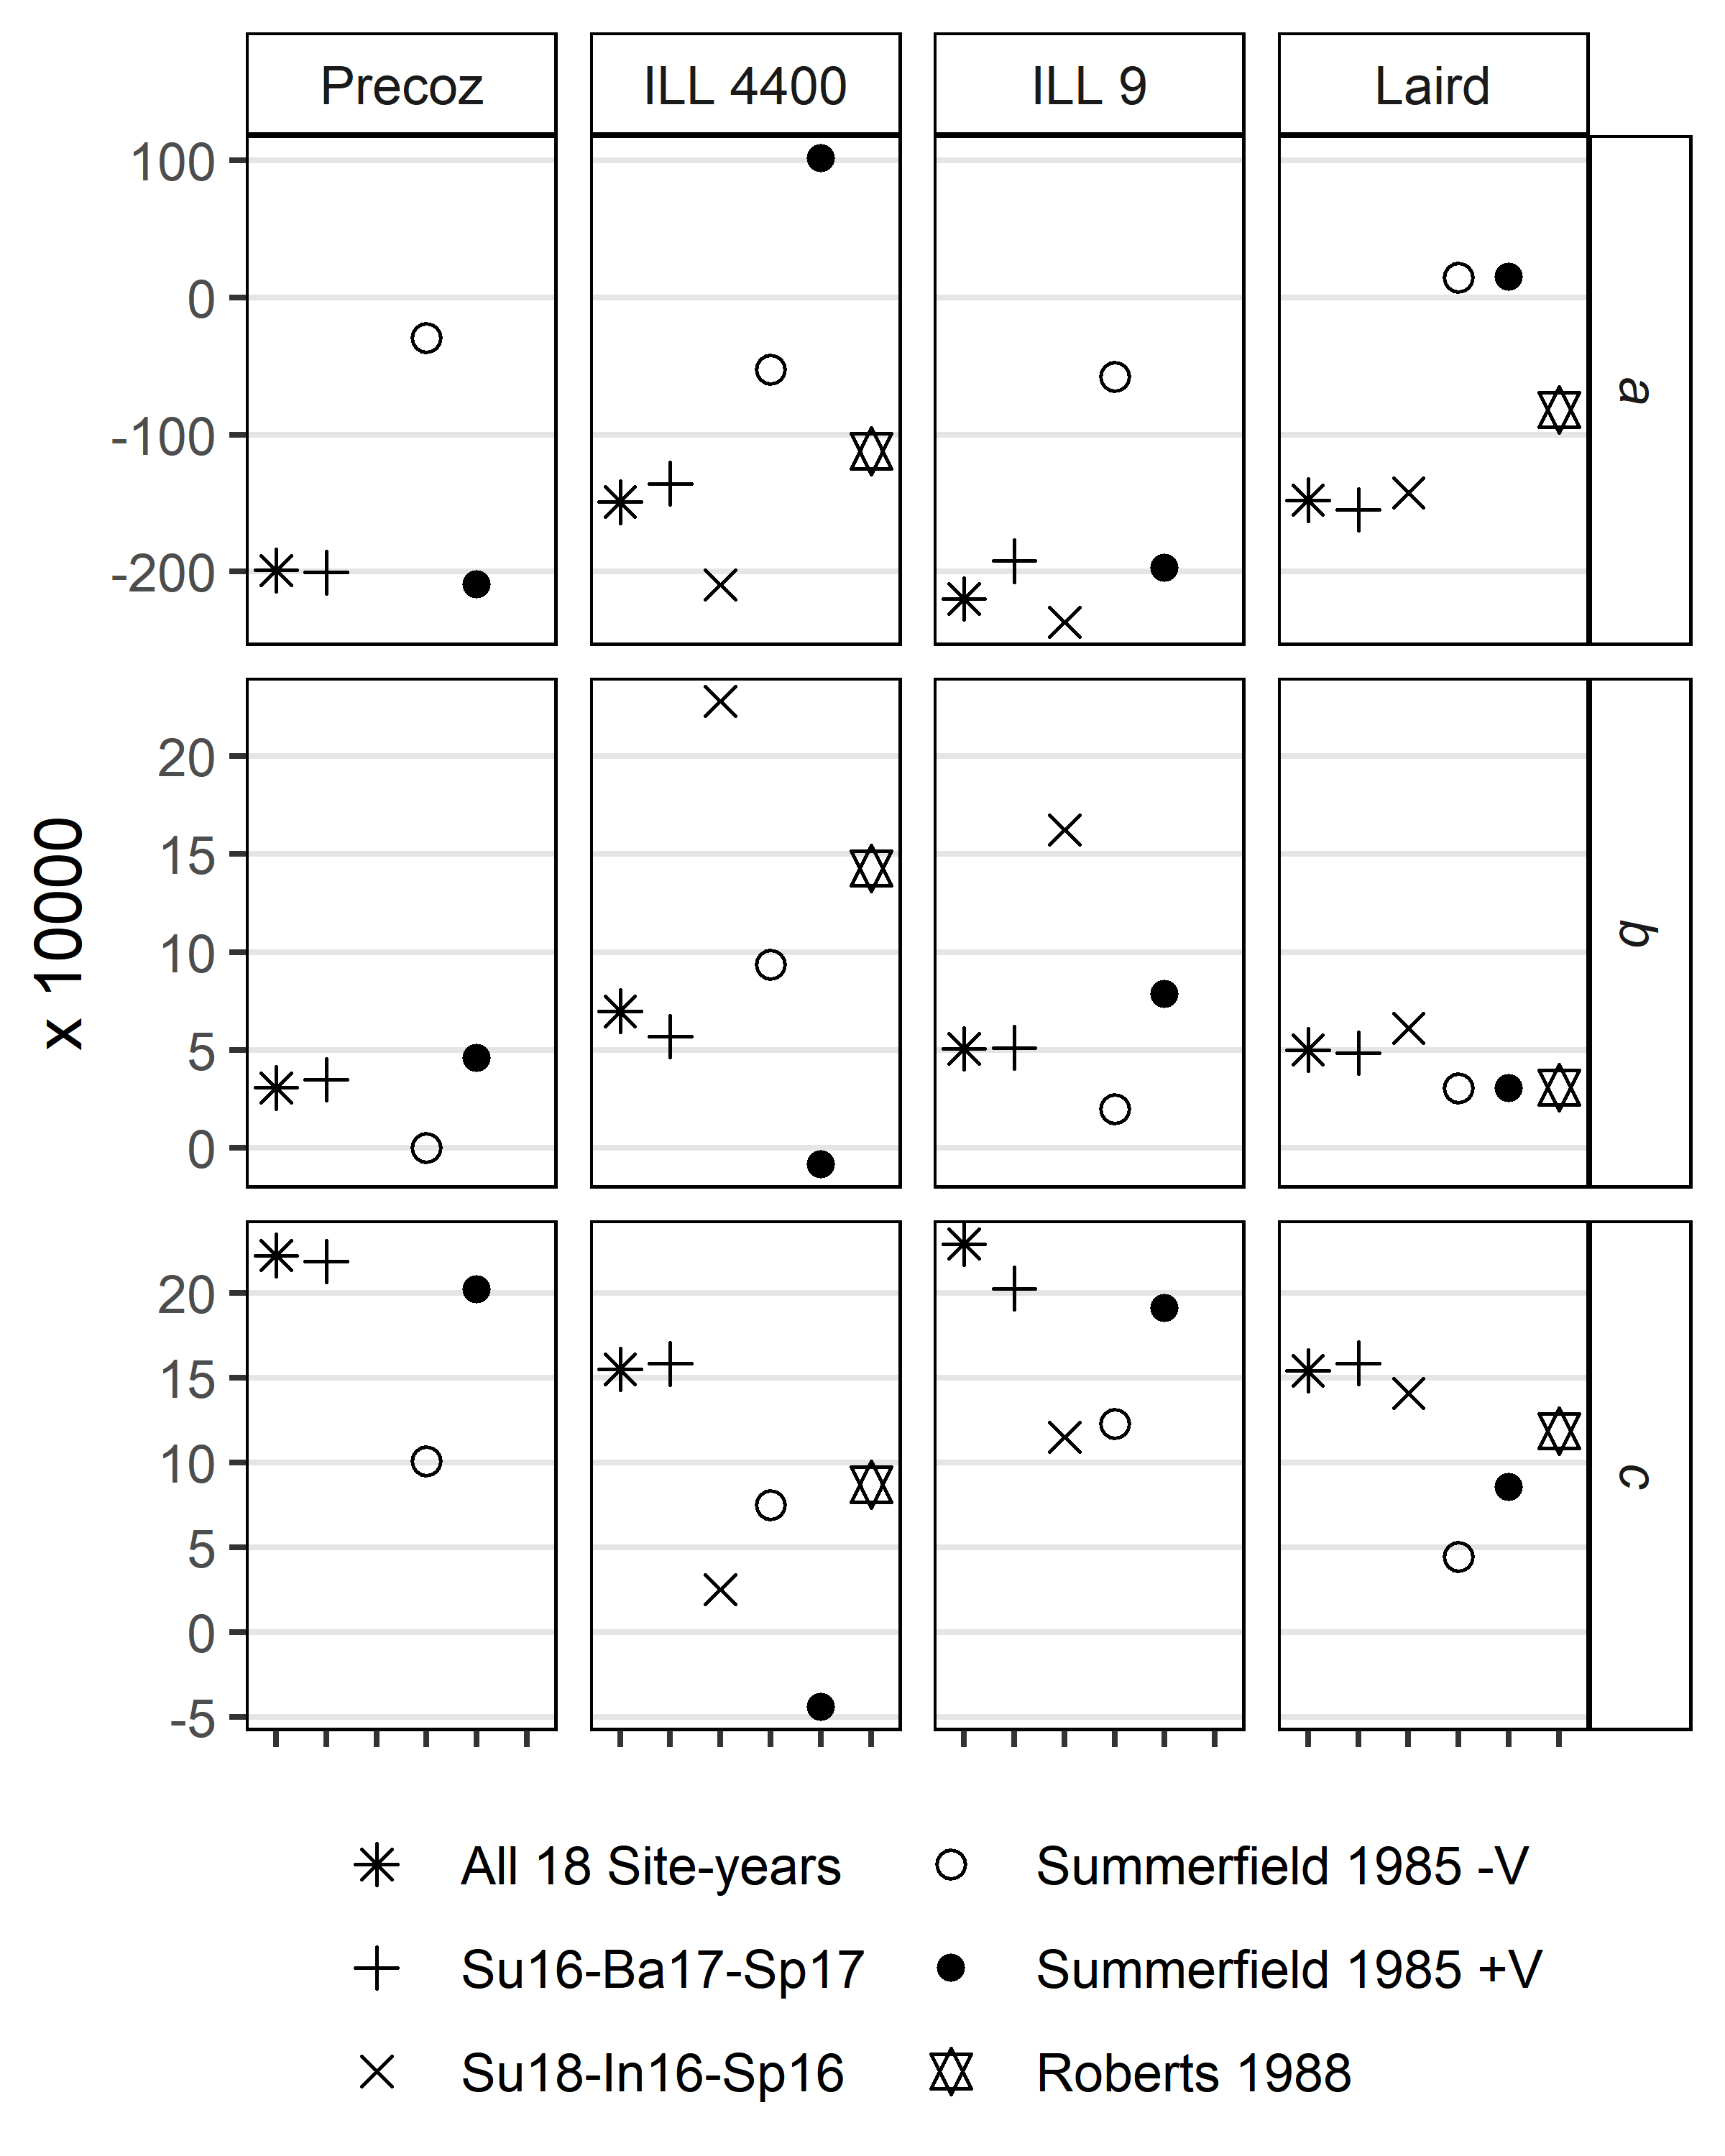 Precoz ILL 4400 ILL 9 Laird
100
0
-100
-200
a
20
15
10
5
0
b
x 10000
20
15
10
5
0
-5
c
All 18 Site-years Summerfield 1985 -V
Su16-Ba17-Sp17 Summerfield 1985 +V
Su18-In16-Sp16 Roberts 1988